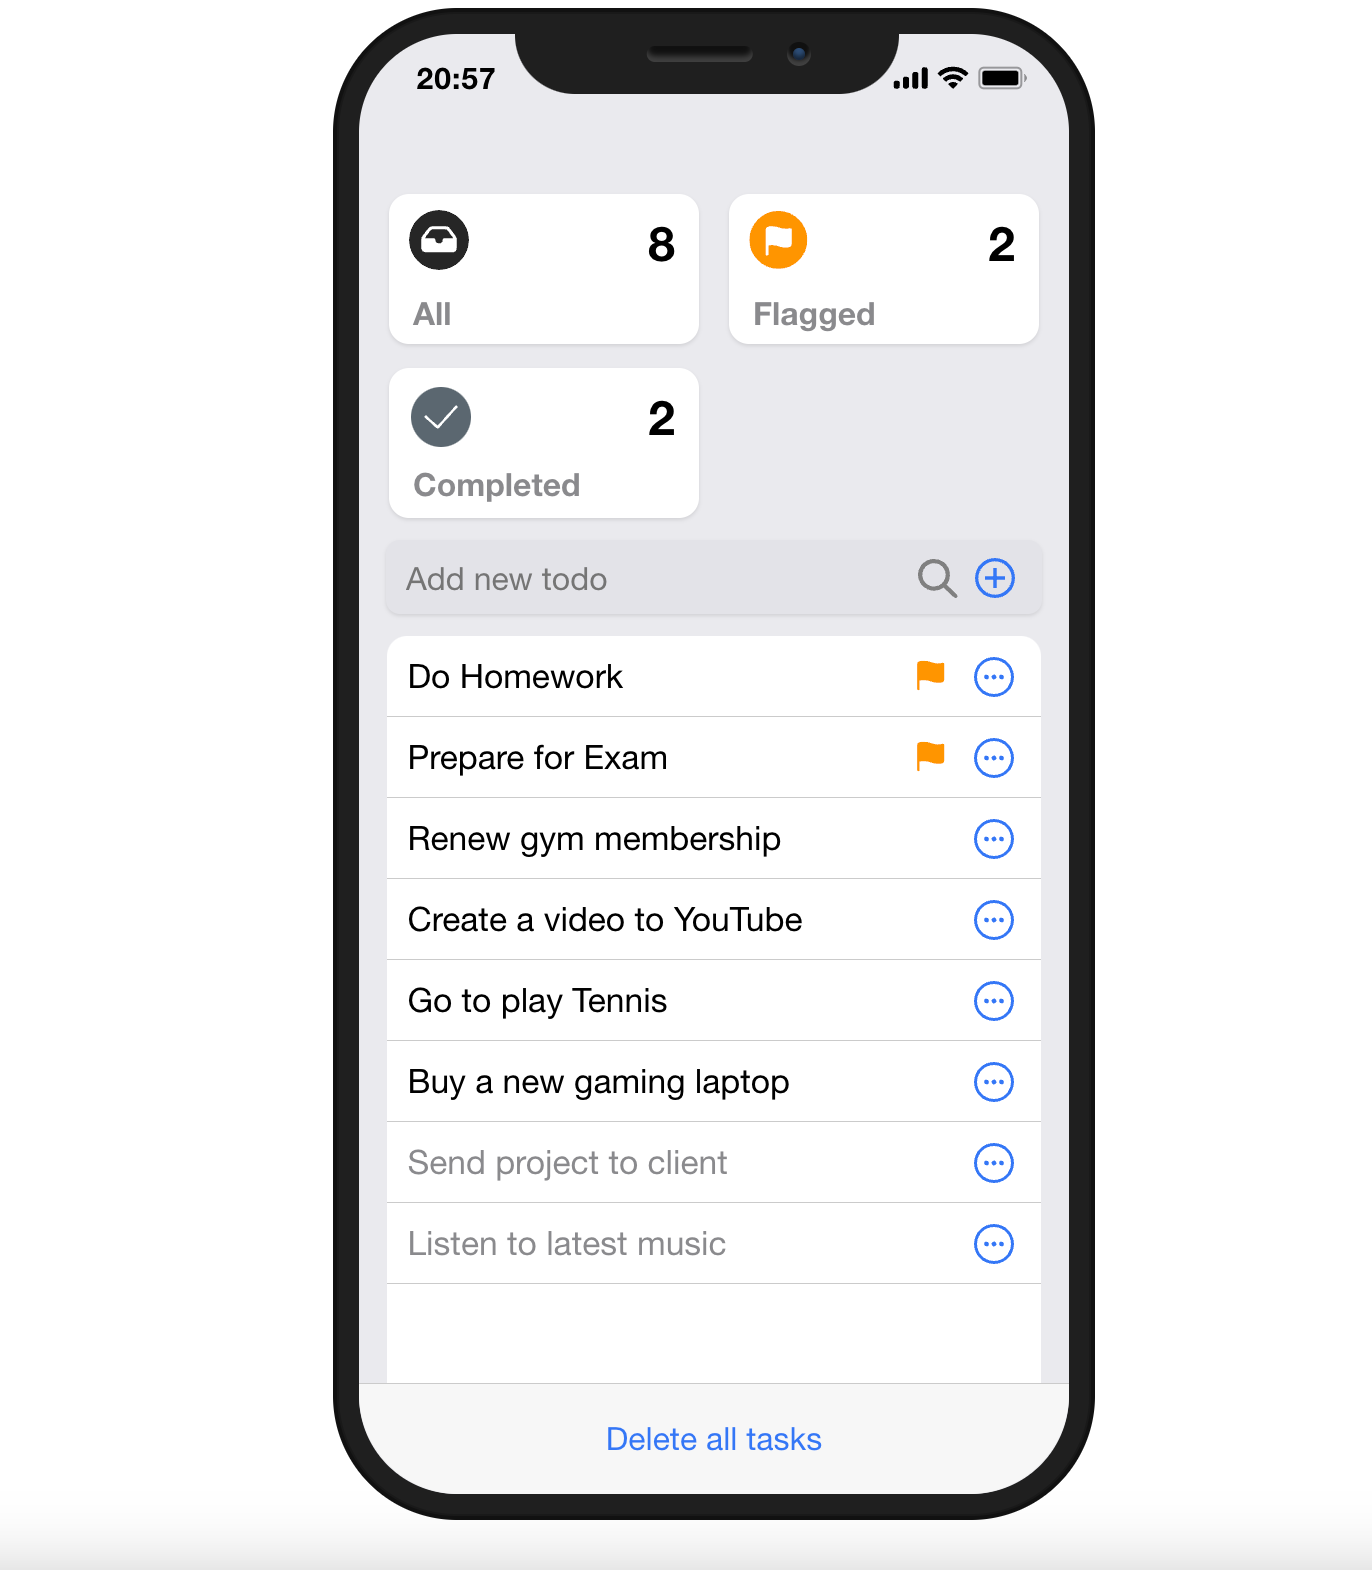 20:57
8
All
2
Flagged
2
Completed
Add new todo
Do Homework
Prepare for Exam
Renew gym membership
Create a video to YouTube
Go to play Tennis
Buy a new gaming laptop
Send project to client
Listen to latest music
Delete all tasks